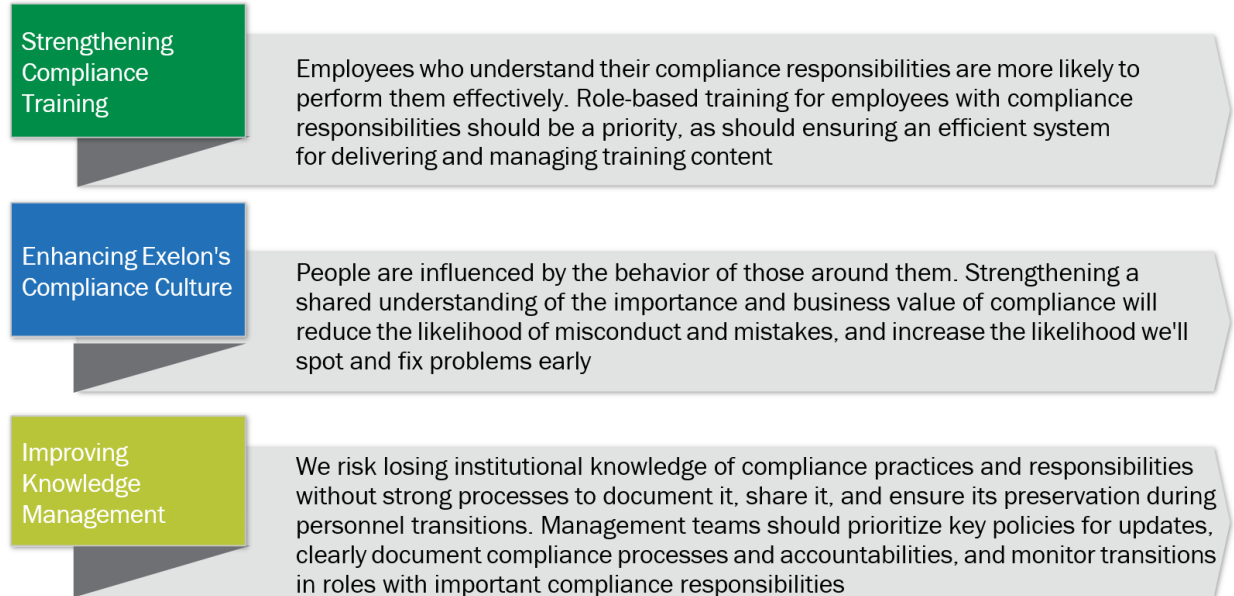 Strengthening
Compliance
Training
Employees who understand their compliance responsibilities are more likely to
perform them effectively. Role-based training for employees with compliance
responsibilities should be a priority, as should ensuring an efficient system
for delivering and managing training content
Enhancing Exelon's
Compliance Culture
People are influenced by the behavior of those around them. Strengthening a
shared understanding of the importance and business value of compliance will
reduce the likelihood of misconduct and mistakes, and increase the likelihood we'll
spot and fix problems early
Improving
Knowledge
Management
We risk losing institutional knowledge of compliance practices and responsibilities
without strong processes to document it, share it, and ensure its preservation during
personnel transitions. Management teams should prioritize key policies for updates,
clearly document compliance processes and accountabilities, and monitor transitions
in roles with important compliance responsibilities